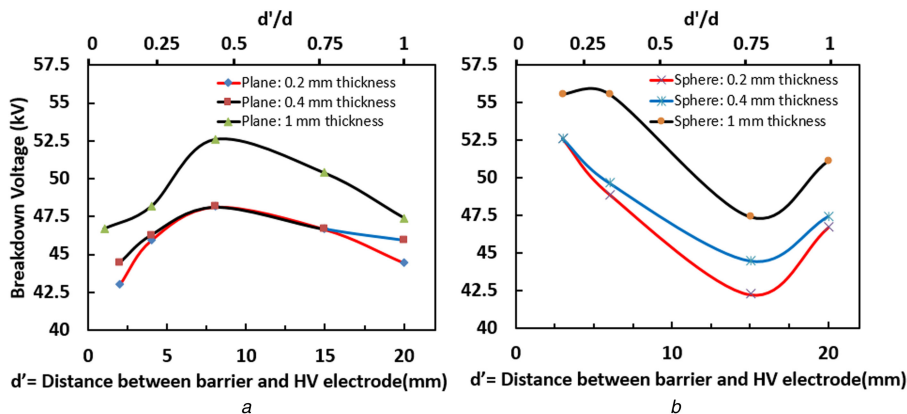 d'/d
0 0.25 0.5 0.75 1
57.5
55
52.5
50
47.5
45
42.5
40
Breakdown Voltage (kV)
Plane: 0.2 mm thickness
Plane: 0.4 mm thickness
Plane: 1 mm thickness
0 5 10 15 20
d’= Distance between barrier and HV electrode(mm)
a
d'/d
0 0.25 0.5 0.75 1
57.5
55
52.5
50
47.5
45
42.5
40
Sphere: 0.2 mm thickness
Sphere: 0.4 mm thickness
Sphere: 1 mm thickness
0 10 20
d’= Distance between barrier and HV electrode(mm)
b